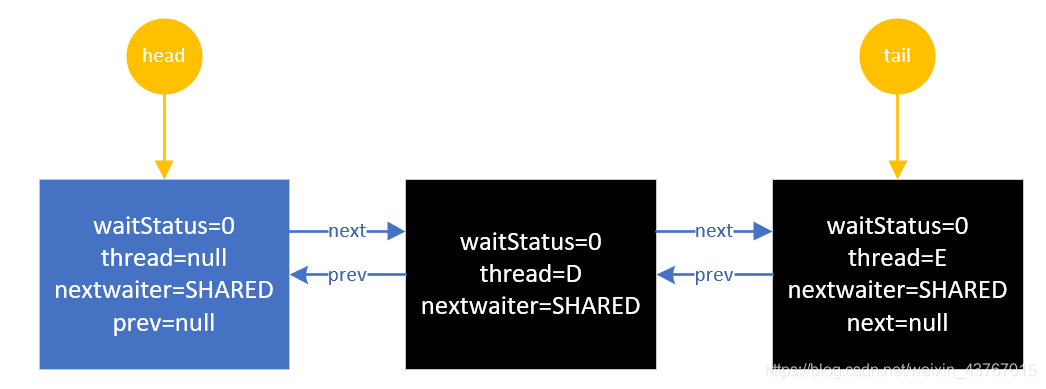 head
tail
waitStatus=0
thread=null
nextwaiter=SHARED
prev=null
next
prev
waitStatus=0
thread=D
nextwaiter=SHARED
next
prev
waitStatus=0
thread=E
nextwaiter=SHARED
next=null
https://blog.csdn.net/weixin_43767015